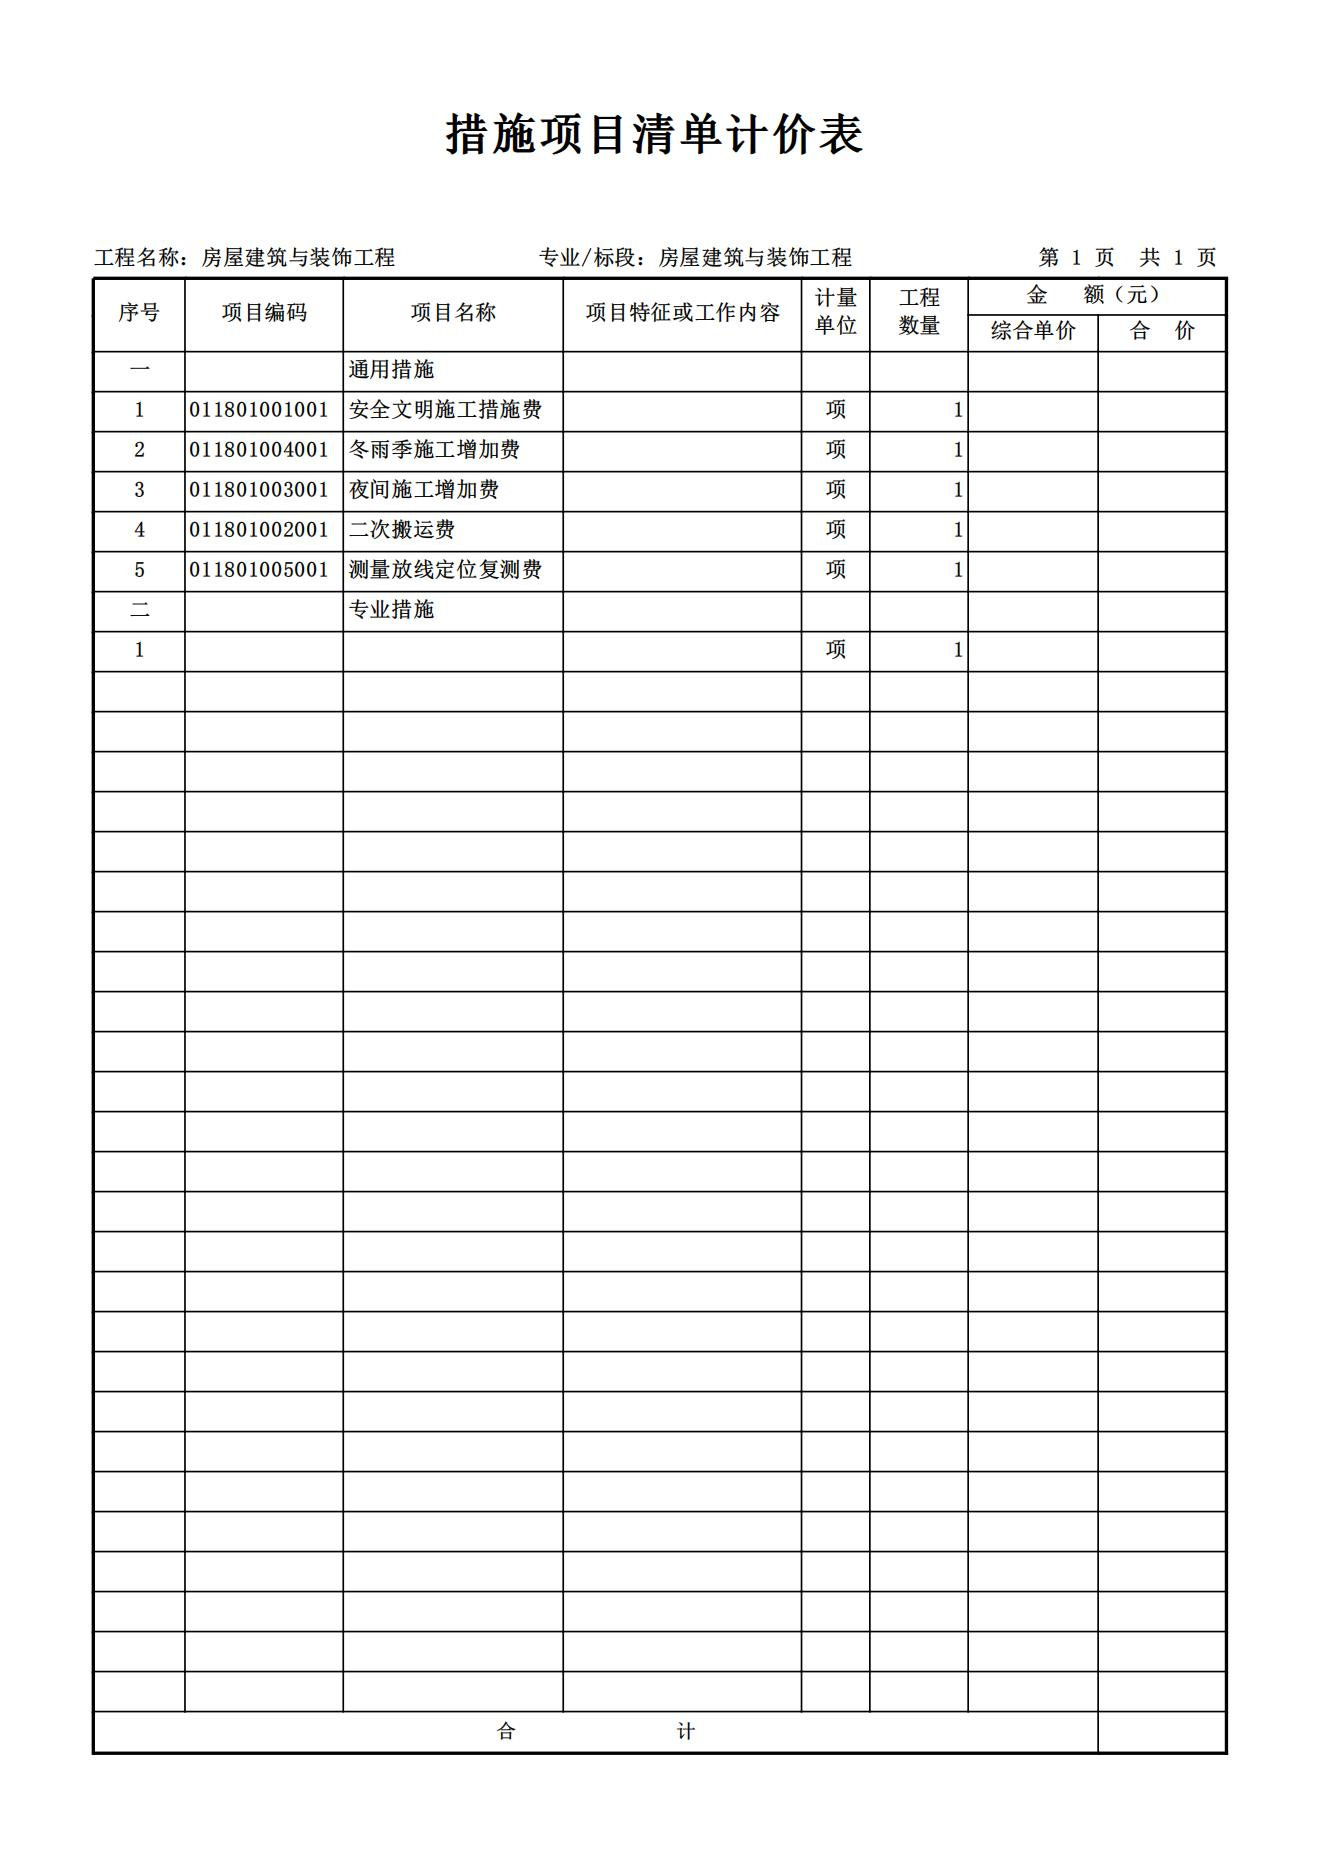 措施项目清单计价表
工程名称：房屋建筑与装饰工程 专业/标段：房屋建筑与装饰工程 第 1 页 共 1 页
序号 项目编码 项目名称 项目特征或工作内容 计量单位 工程数量 金 额（元）
综合单价 合 价
一 通用措施
1 011801001001 安全文明施工措施费 项 1
2 011801004001 冬雨季施工增加费 项 1
3 011801003001 夜间施工增加费 项 1
4 011801002001 二次搬运费 项 1
5 011801005001 测量放线定位复测费 项 1
二 专业措施
1 项 1
合 计